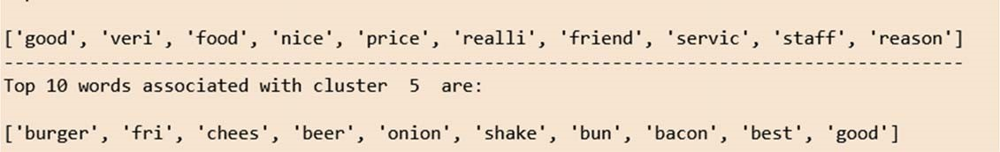 ['good', 'veri', 'food', 'nice', 'price', 'realli', 'friend', 'servic', 'staff', 'reason']
------------------------------------------------------------------------------------------
Top 10 words associated with cluster  5  are:
['burger', 'fri', 'chees', 'beer', 'onion', 'shake', 'bun', 'bacon', 'best', 'good']